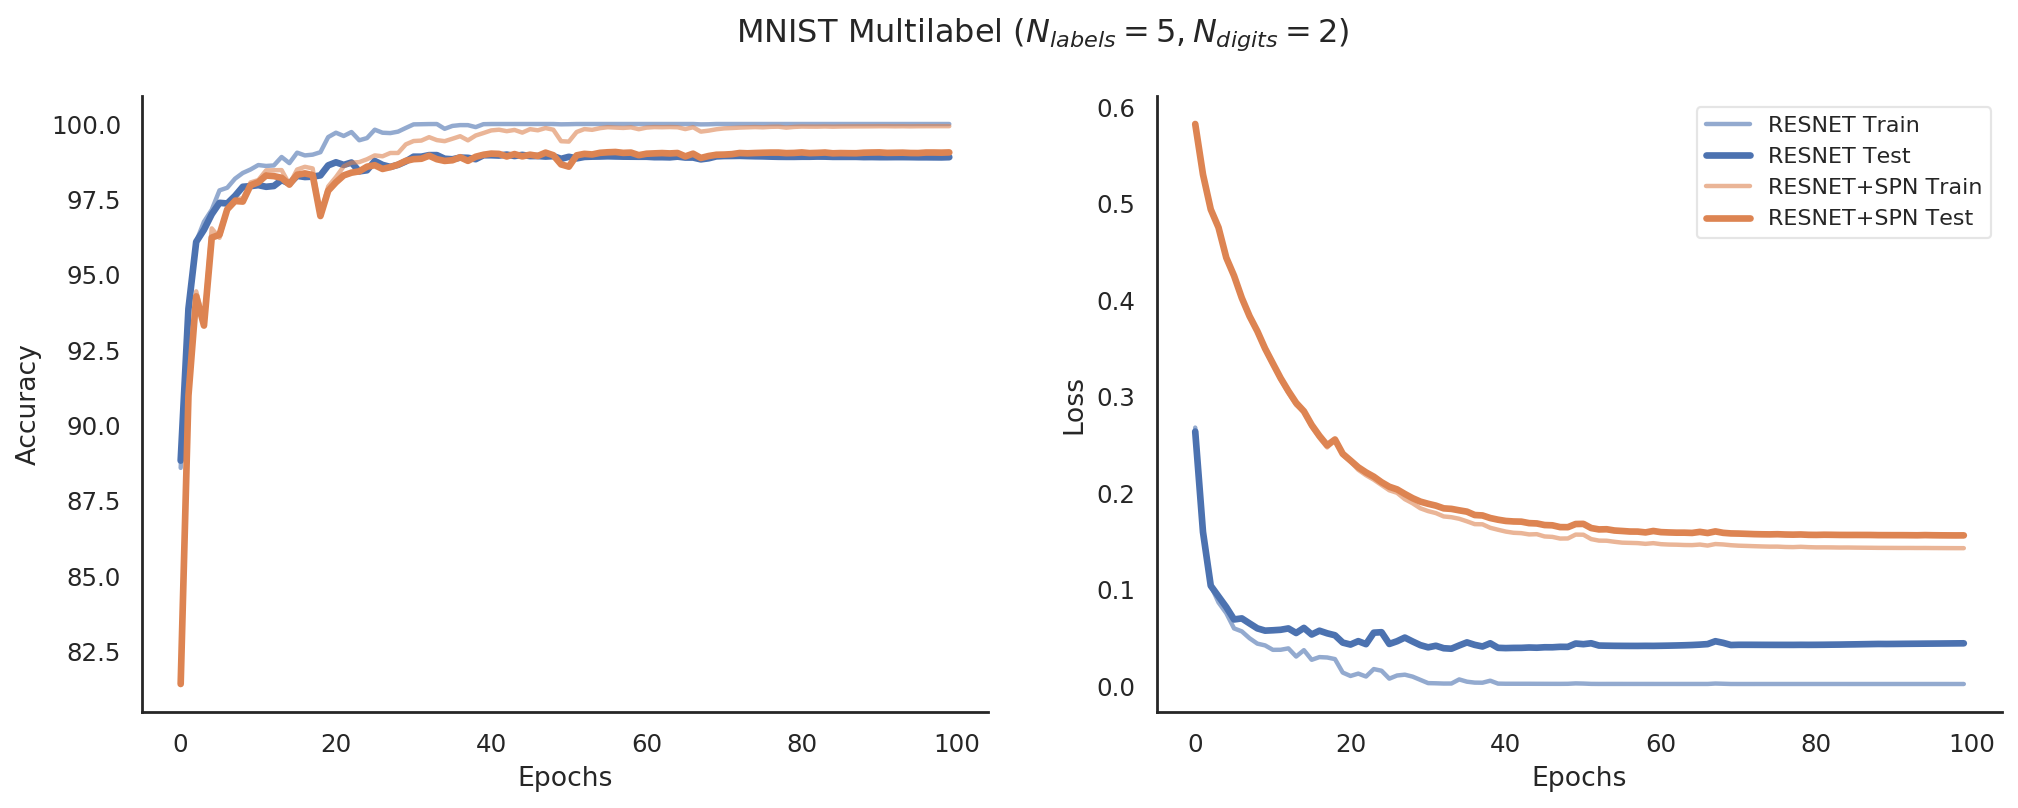 MNIST Multilabel (N_labels = 5, N_digits = 2)
Accuracy
100.0
97.5
95.0
92.5
90.0
87.5
85.0
82.5
0 20 40 60 80 100
Epochs
Loss
0.6
0.5
0.4
0.3
0.2
0.1
0.0
0 20 40 60 80 100
Epochs
RESNET Train
RESNET Test
RESNET+SPN Train
RESNET+SPN Test